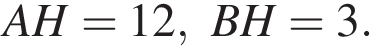 AH = 12, BH = 3.